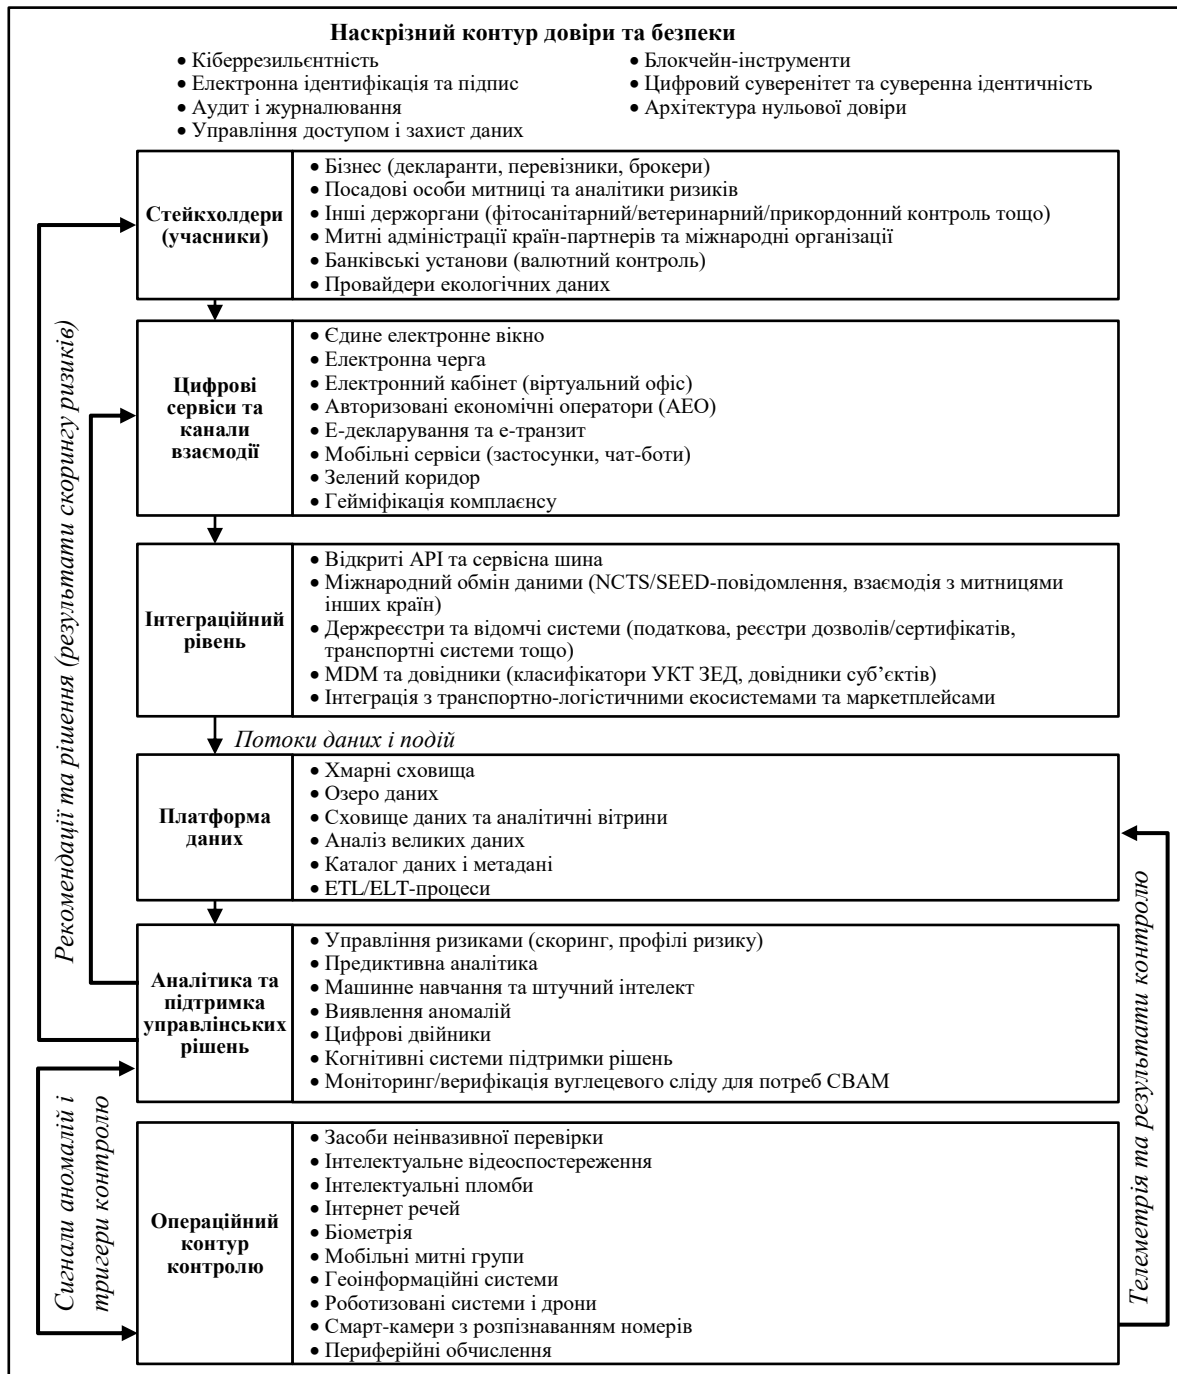 Наскрізний контур довіри та безпеки
• Кіберрезильєнтність
• Електронна ідентифікація та підпис
• Аудит і журналювання
• Управління доступом і захист даних
• Блокчейн-інструменти
• Цифровий суверенітет та суверенна ідентичність
• Архітектура нульової довіри
Стейкхолдери
(учасники)
• Бізнес (декларанти, перевізники, брокери)
• Посадові особи митниці та аналітики ризиків
• Інші держоргани (фітосанітарний/ветеринарний/прикордонний контроль тощо)
• Митні адміністрації країн-партнерів та міжнародні організації
• Банківські установи (валютний контроль)
• Провайдери екологічних даних
Цифрові
сервіси та
канали
взаємодії
• Єдине електронне вікно
• Електронна черга
• Електронний кабінет (віртуальний офіс)
• Авторизовані економічні оператори (АЕО)
• Е-декларування та е-транзит
• Мобільні сервіси (застосунки, чат-боти)
• Зелений коридор
• Гейміфікація комплаєнсу
Інтеграційний
рівень
• Відкриті API та сервісна шина
• Міжнародний обмін даними (NCTS/SEED-повідомлення, взаємодія з митницями
інших країн)
• Держреєстри та відомчі системи (податкова, реєстри дозволів/сертифікатів,
транспортні системи тощо)
• MDM та довідники (класифікатори УКТ ЗЕД, довідники суб’єктів)
• Інтеграція з транспортно-логістичними екосистемами та маркетплейсами
Потоки даних і подій
Платформа
даних
• Хмарні сховища
• Озеро даних
• Сховище даних та аналітичні вітрини
• Аналіз великих даних
• Каталог даних і метадані
• ETL/ELT-процеси
Аналітика та
підтримка
управлінських
рішень
• Управління ризиками (скоринг, профілі ризику)
• Предиктивна аналітика
• Машинне навчання та штучний інтелект
• Виявлення аномалій
• Цифрові двійники
• Когнітивні системи підтримки рішень
• Моніторинг/верифікація вуглецевого сліду для потреб CBAM
Операційний
контур
контролю
• Засоби неінвазивної перевірки
• Інтелектуальне відеоспостереження
• Інтелектуальні пломби
• Інтернет речей
• Біометрія
• Мобільні митні групи
• Геоінформаційні системи
• Роботизовані системи і дрони
• Смарт-камери з розпізнаванням номерів
• Периферійні обчислення
Рекомендації та рішення (результати скорингу ризиків)
Сигнали аномалій і
тригери контролю
Телеметрія та результати контролю